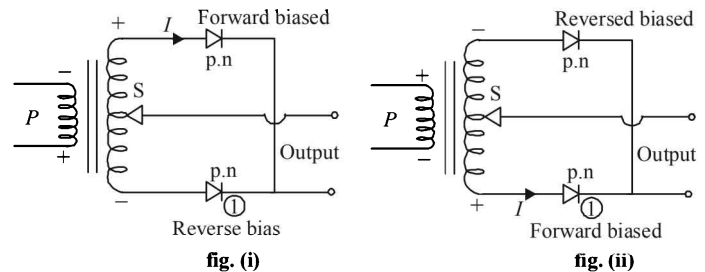 Forward biased
+ I
p.n
−
S
P
+
Output
p.n
− ①
Reverse bias
fig. (i)
Reversed biased
−
p.n
+
S
P
−
Output
p.n
+ I ①
Forward biased
fig. (ii)